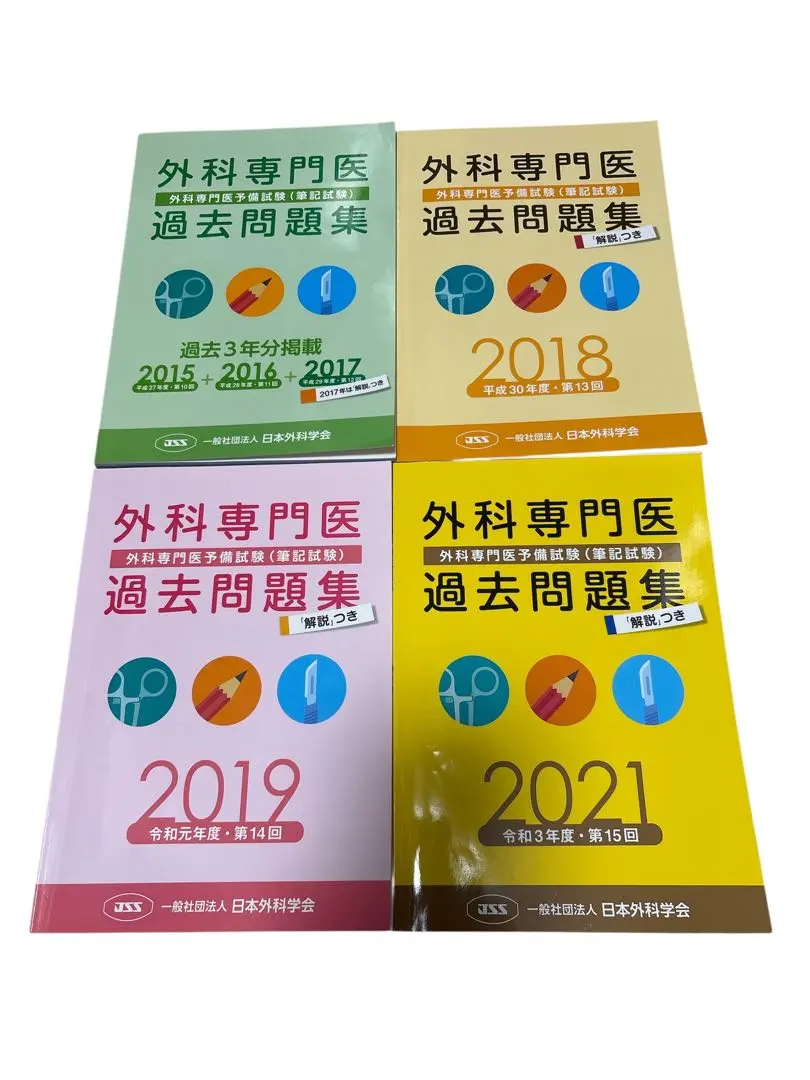 外科専門医
外科専門医予備試験(筆記試験)
過去問題集
過去3年分掲載
2015 + 2016 + 2017
平成27年度・第10回 平成28年度・第11回 平成29年度・第12回
2017年は「解説」つき
JSS 一般社団法人 日本外科学会
外科専門医
外科専門医予備試験(筆記試験)
過去問題集
「解説」つき
2018
平成30年度・第13回
JSS 一般社団法人 日本外科学会
外科専門医
外科専門医予備試験(筆記試験)
過去問題集
「解説」つき
2019
令和元年度・第14回
JSS 一般社団法人 日本外科学会
外科専門医
外科専門医予備試験(筆記試験)
過去問題集
「解説」つき
2021
令和3年度・第15回
JSS 一般社団法人 日本外科学会